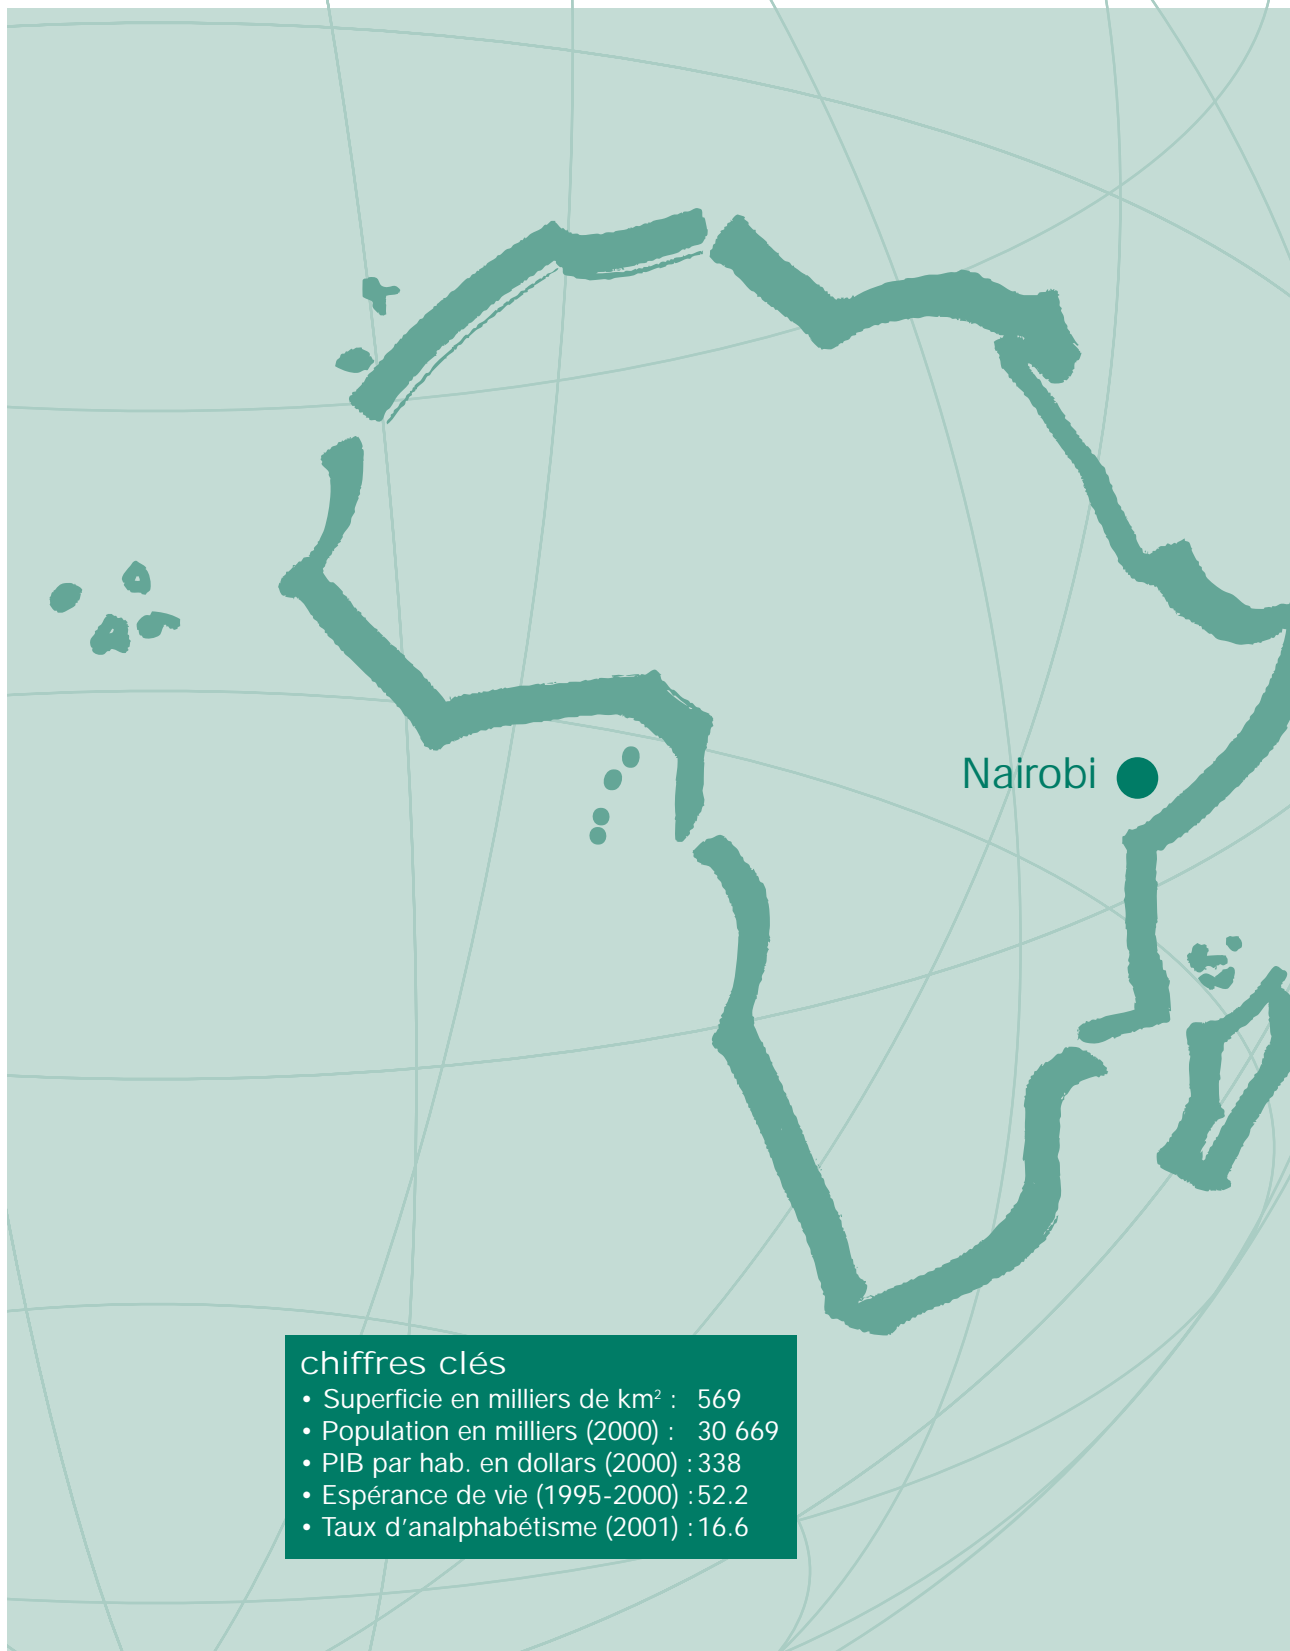 Nairobi
chiffres clés
• Superficie en milliers de km² : 569
• Population en milliers (2000) : 30 669
• PIB par hab. en dollars (2000) : 338
• Espérance de vie (1995-2000) : 52.2
• Taux d'analphabétisme (2001) : 16.6